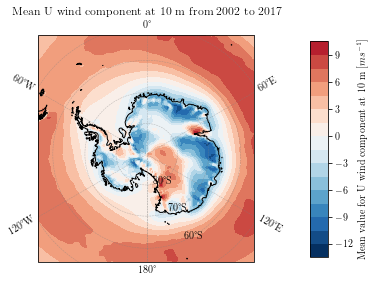 Mean U wind component at 10 m from 2002 to 2017
0°
60°W
60°E
120°W
120°E
180°
50°S
70°S
60°S
9
6
3
0
−3
−6
−9
−12
Mean value for U wind component at 10 m [ms⁻¹]